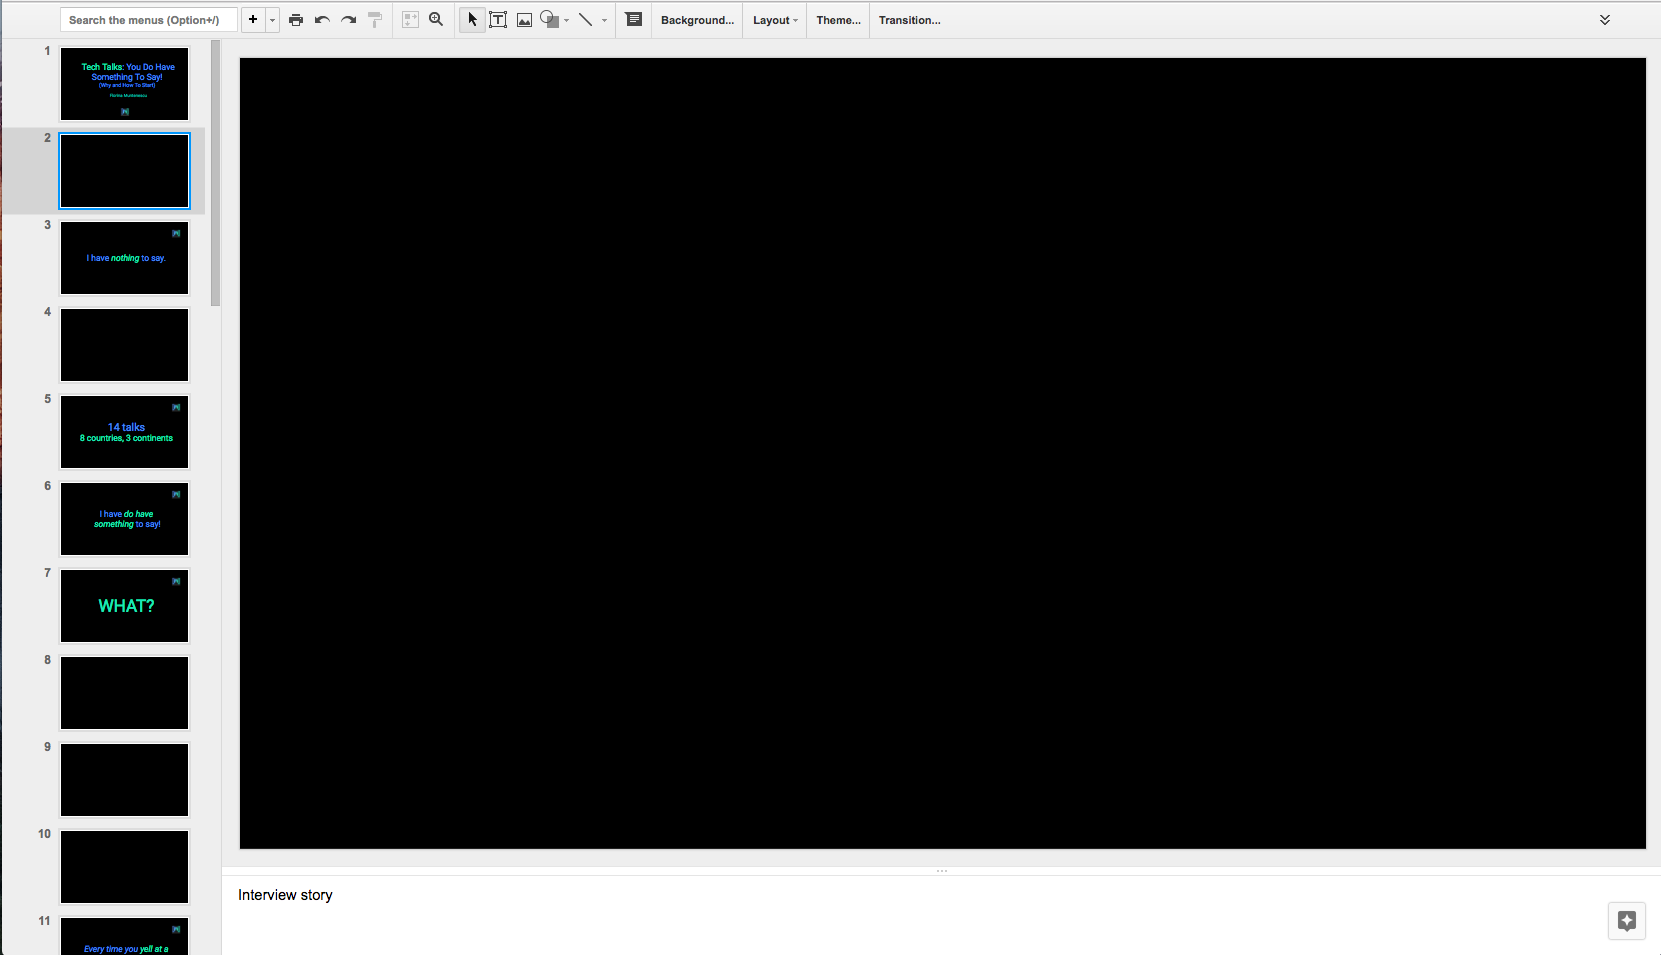 Search the menus (Option+/)
Background...
Layout
Theme...
Transition...
1
Tech Talks: You Do Have
Something To Say!
(Why and How To Start)
Florina Muntenescu
2
3
I have nothing to say.
4
5
14 talks
8 countries, 3 continents
6
I have do have
something to say!
7
WHAT?
8
9
10
11
Every time you yell at a
Interview story